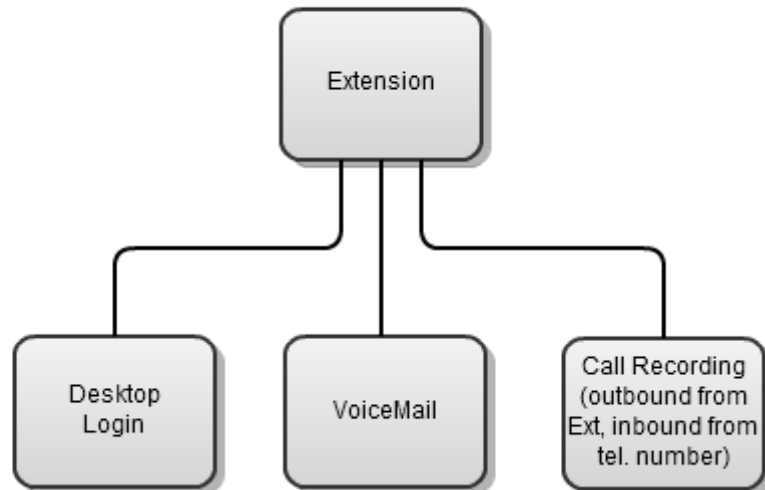 Extension
Desktop
Login
VoiceMail
Call Recording
(outbound from
Ext, inbound from
tel. number)